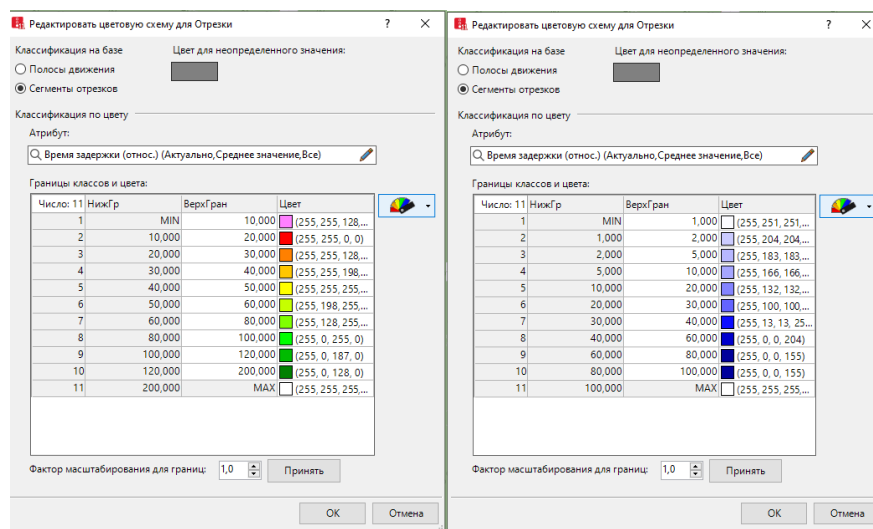 Редактировать цветовую схему для Отрезки ? ×
Классификация на базе Цвет для неопределенного значения:
Полосы движения
Сегменты отрезков
Классификация по цвету
Атрибут:
Время задержки (относ.) (Актуально,Среднее значение,Все)
Границы классов и цвета:
Число: 11 НижГр ВерхГран Цвет
1 MIN 10,000 (255, 255, 128,...
2 10,000 20,000 (255, 255, 0, 0)
3 20,000 30,000 (255, 255, 128,...
4 30,000 40,000 (255, 255, 198,...
5 40,000 50,000 (255, 255, 255,...
6 50,000 60,000 (255, 198, 255,...
7 60,000 80,000 (255, 128, 255,...
8 80,000 100,000 (255, 0, 255, 0)
9 100,000 120,000 (255, 0, 187, 0)
10 120,000 200,000 (255, 0, 128, 0)
11 200,000 MAX (255, 255, 255,...
Фактор масштабирования для границ: 1,0 Принять
OK Отмена
Редактировать цветовую схему для Отрезки ? ×
Классификация на базе Цвет для неопределенного значения:
Полосы движения
Сегменты отрезков
Классификация по цвету
Атрибут:
Время задержки (относ.) (Актуально,Среднее значение,Все)
Границы классов и цвета:
Число: 11 НижГр ВерхГран Цвет
1 MIN 1,000 (255, 251, 251,...
2 1,000 2,000 (255, 204, 204,...
3 2,000 5,000 (255, 183, 183,...
4 5,000 10,000 (255, 166, 166,...
5 10,000 20,000 (255, 132, 132,...
6 20,000 30,000 (255, 100, 100,...
7 30,000 40,000 (255, 13, 13, 25...
8 40,000 60,000 (255, 0, 0, 204)
9 60,000 80,000 (255, 0, 0, 155)
10 80,000 100,000 (255, 0, 0, 155)
11 100,000 MAX (255, 255, 255,...
Фактор масштабирования для границ: 1,0 Принять
OK Отмена